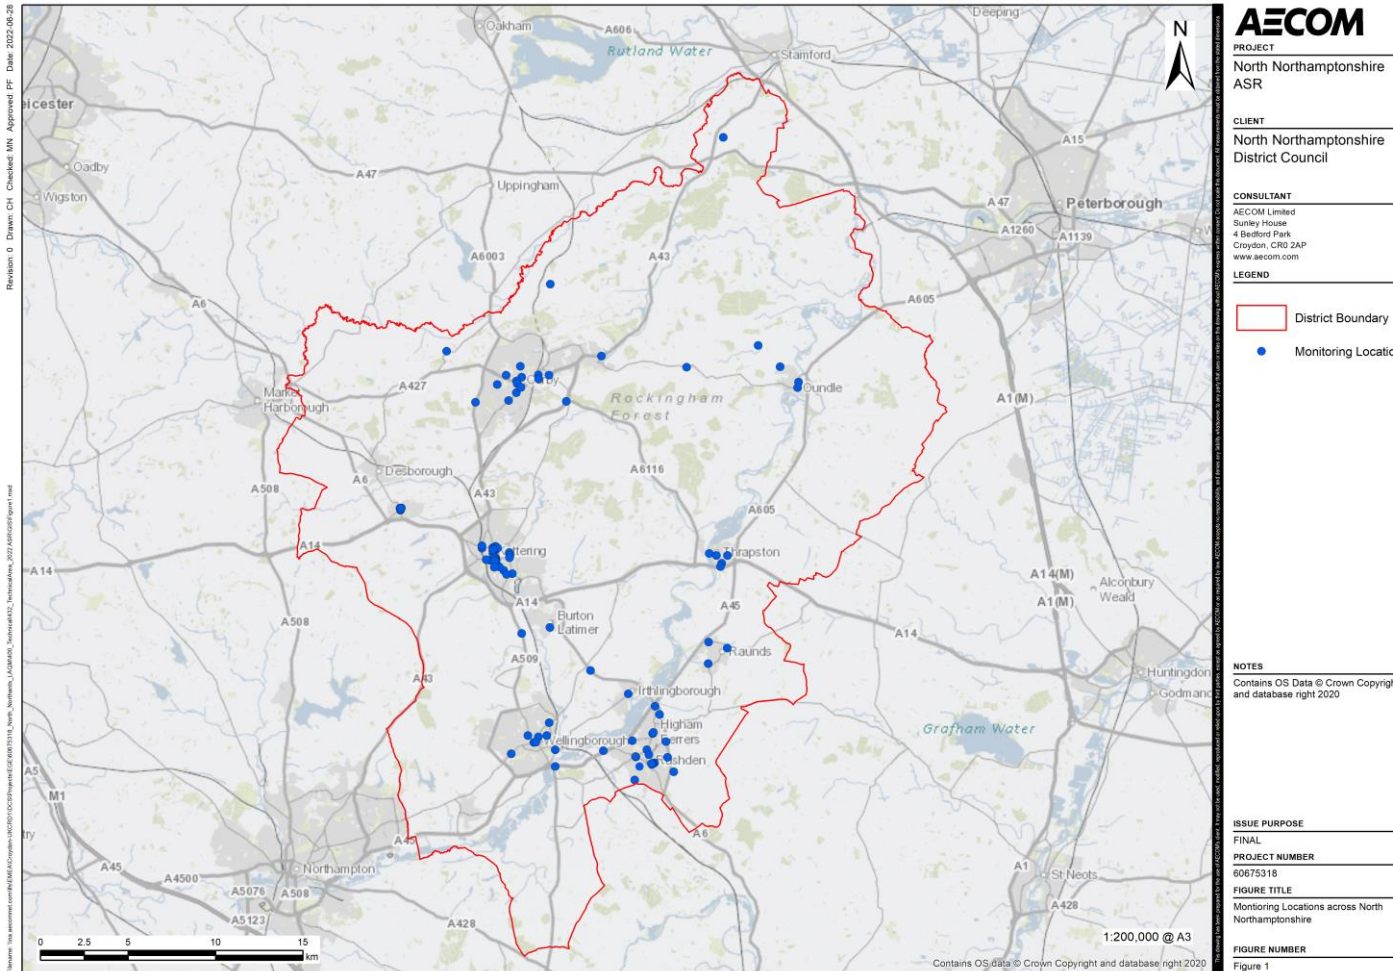 Revision: 0 Drawn: CH Checked: MN Approved: PF Date: 2022-06-28
Oakham
A606
Rutland Water
Stamford
Deeping
N
eicester
Oadby
Wigston
A47
Uppingham
A15
Peterborough
A47
A1260
A1139
A6003
A43
A605
A6
Market
Harborough
A427
Corby
Rockingham
Forest
Oundle
A1(M)
Desborough
A6
A508
A43
A6116
A605
A14
A14
ttering
Thrapston
A14
A14(M)
A1(M)
Alconbury
Weald
Burton
Latimer
A45
A14
A508
A509
Raunds
Huntingdon
Godman
A43
Irthlingborough
Higham
Ferrers
Grafham Water
Wellingborough
Rushden
A5
M1
try
A45
A6
Northampton
A45
A4500
A5076
A508
A5123
A428
A1
St Neots
A428
0 2.5 5 10 15
km
1:200,000 @ A3
Contains OS data © Crown Copyright and database right 2020
AECOM
PROJECT
North Northamptonshire
ASR
CLIENT
North Northamptonshire
District Council
CONSULTANT
AECOM Limited
Sunley House
4 Bedford Park
Croydon, CR0 2AP
www.aecom.com
LEGEND
District Boundary
Monitoring Locatio
NOTES
Contains OS Data © Crown Copyrigh
and database right 2020
ISSUE PURPOSE
FINAL
PROJECT NUMBER
60675318
FIGURE TITLE
Montioring Locations across North
Northamptonshire
FIGURE NUMBER
Figure 1